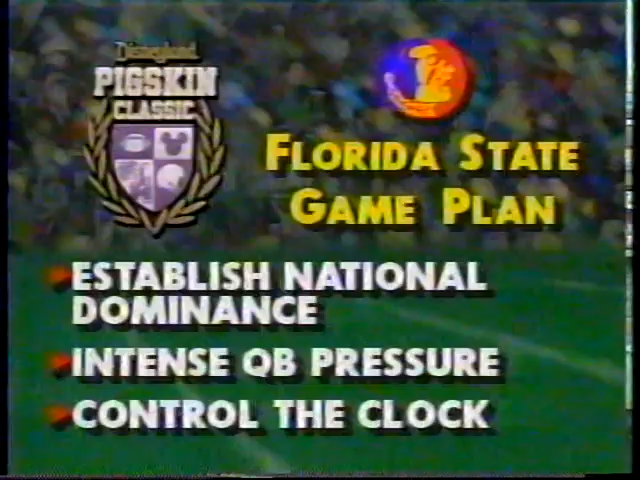 Disneyland
PIGSKIN
CLASSIC
FLORIDA STATE
GAME PLAN
ESTABLISH NATIONAL
DOMINANCE
INTENSE QB PRESSURE
CONTROL THE CLOCK